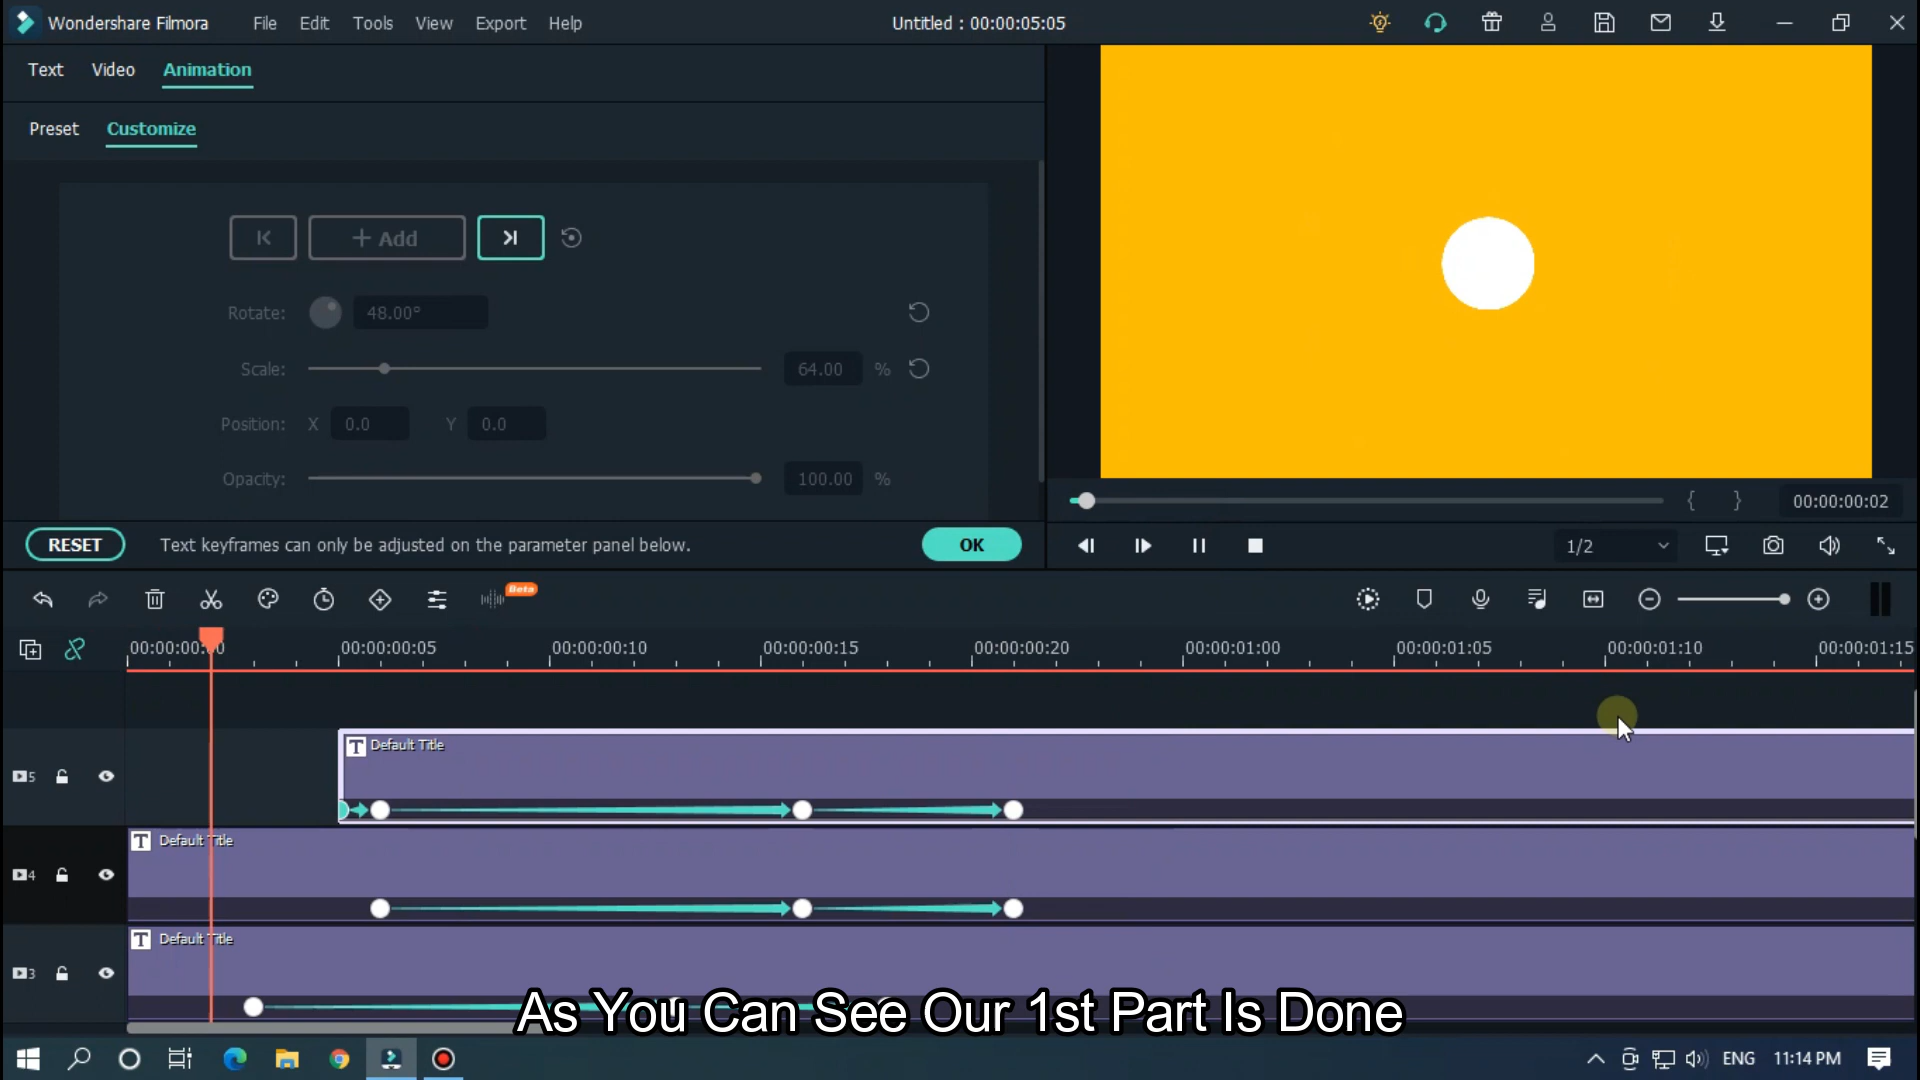 Wondershare Filmora File Edit Tools View Export Help Untitled : 00:00:05:05
Text Video Animation
Preset Customize
+ Add
Rotate: 48.00°
Scale: 64.00 %
Position: X 0.0 Y 0.0
Opacity: 100.00 %
{ } 00:00:00:02
RESET Text keyframes can only be adjusted on the parameter panel below. OK
1/2
Beta
00:00:00:00 00:00:00:05 00:00:00:10 00:00:00:15 00:00:00:20 00:00:01:00 00:00:01:05 00:00:01:10 00:00:01:15
T Default Title
5
T Default Title
4
T Default Title
3
As You Can See Our 1st Part Is Done
ENG 11:14 PM